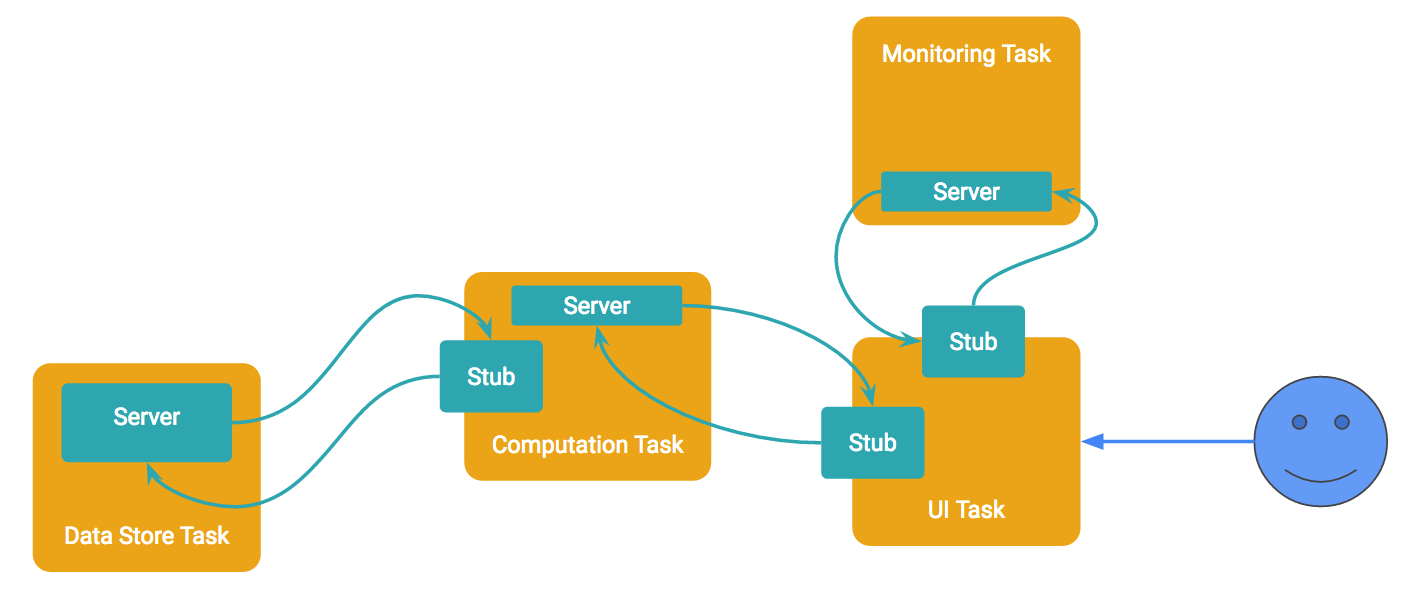 Monitoring Task
Server
Stub
Server
Stub
Computation Task
Stub
UI Task
Server
Data Store Task